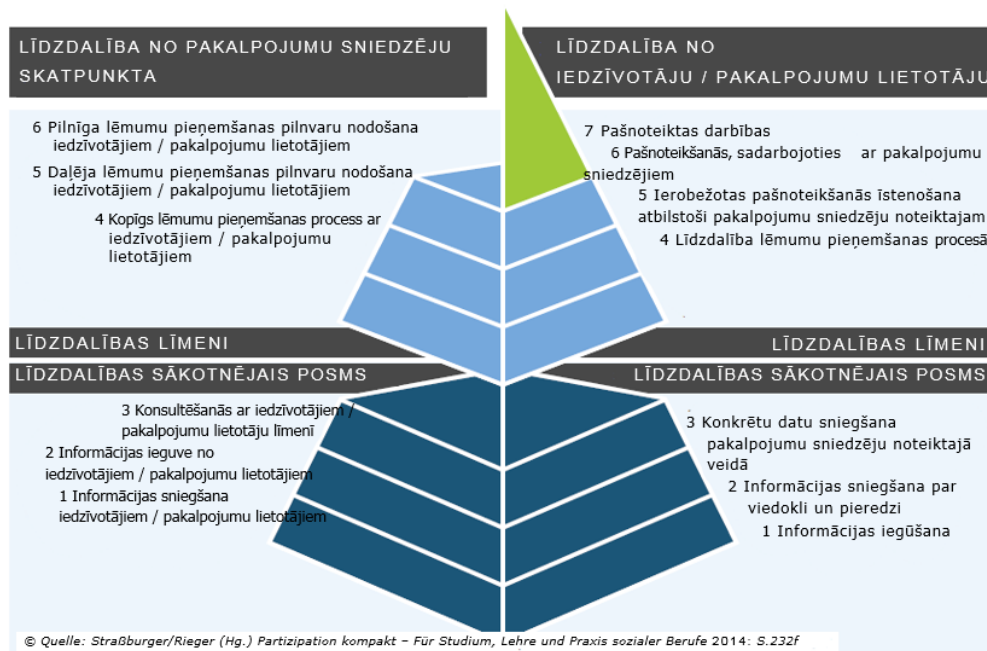 LĪDZDALĪBA NO PAKALPOJUMU SNIEDZĒJU
SKATPUNKTA
6 Pilnīga lēmumu pieņemšanas pilnvaru nodošana
iedzīvotājiem / pakalpojumu lietotājiem
5 Daļēja lēmumu pieņemšanas pilnvaru nodošana
iedzīvotājiem / pakalpojumu lietotājiem
4 Kopīgs lēmumu pieņemšanas process ar
iedzīvotājiem / pakalpojumu
lietotājiem
LĪDZDALĪBAS LĪMENI
LĪDZDALĪBAS SĀKOTNĒJAIS POSMS
3 Konsultēšanās ar iedzīvotājiem /
pakalpojumu lietotāju līmenī
2 Informācijas ieguve no
iedzīvotājiem / pakalpojumu lietotājiem
1 Informācijas sniegšana
iedzīvotājiem / pakalpojumu lietotājiem
LĪDZDALĪBA NO
IEDZĪVOTĀJU / PAKALPOJUMU LIETOTĀJU
7 Pašnoteiktas darbības
6 Pašnoteikšanās, sadarbojoties ar pakalpojumu
sniedzējiem
5 Ierobežotas pašnoteikšanās īstenošana
atbilstoši pakalpojumu sniedzēju noteiktajam
4 Līdzdalība lēmumu pieņemšanas procesā
LĪDZDALĪBAS LĪMENI
LĪDZDALĪBAS SĀKOTNĒJAIS POSMS
3 Konkrētu datu sniegšana
pakalpojumu sniedzēju noteiktajā
veidā
2 Informācijas sniegšana par
viedokli un pieredzi
1 Informācijas iegūšana
© Quelle: Straßburger/Rieger (Hg.) Partizipation kompakt – Für Studium, Lehre und Praxis sozialer Berufe 2014: S.232f